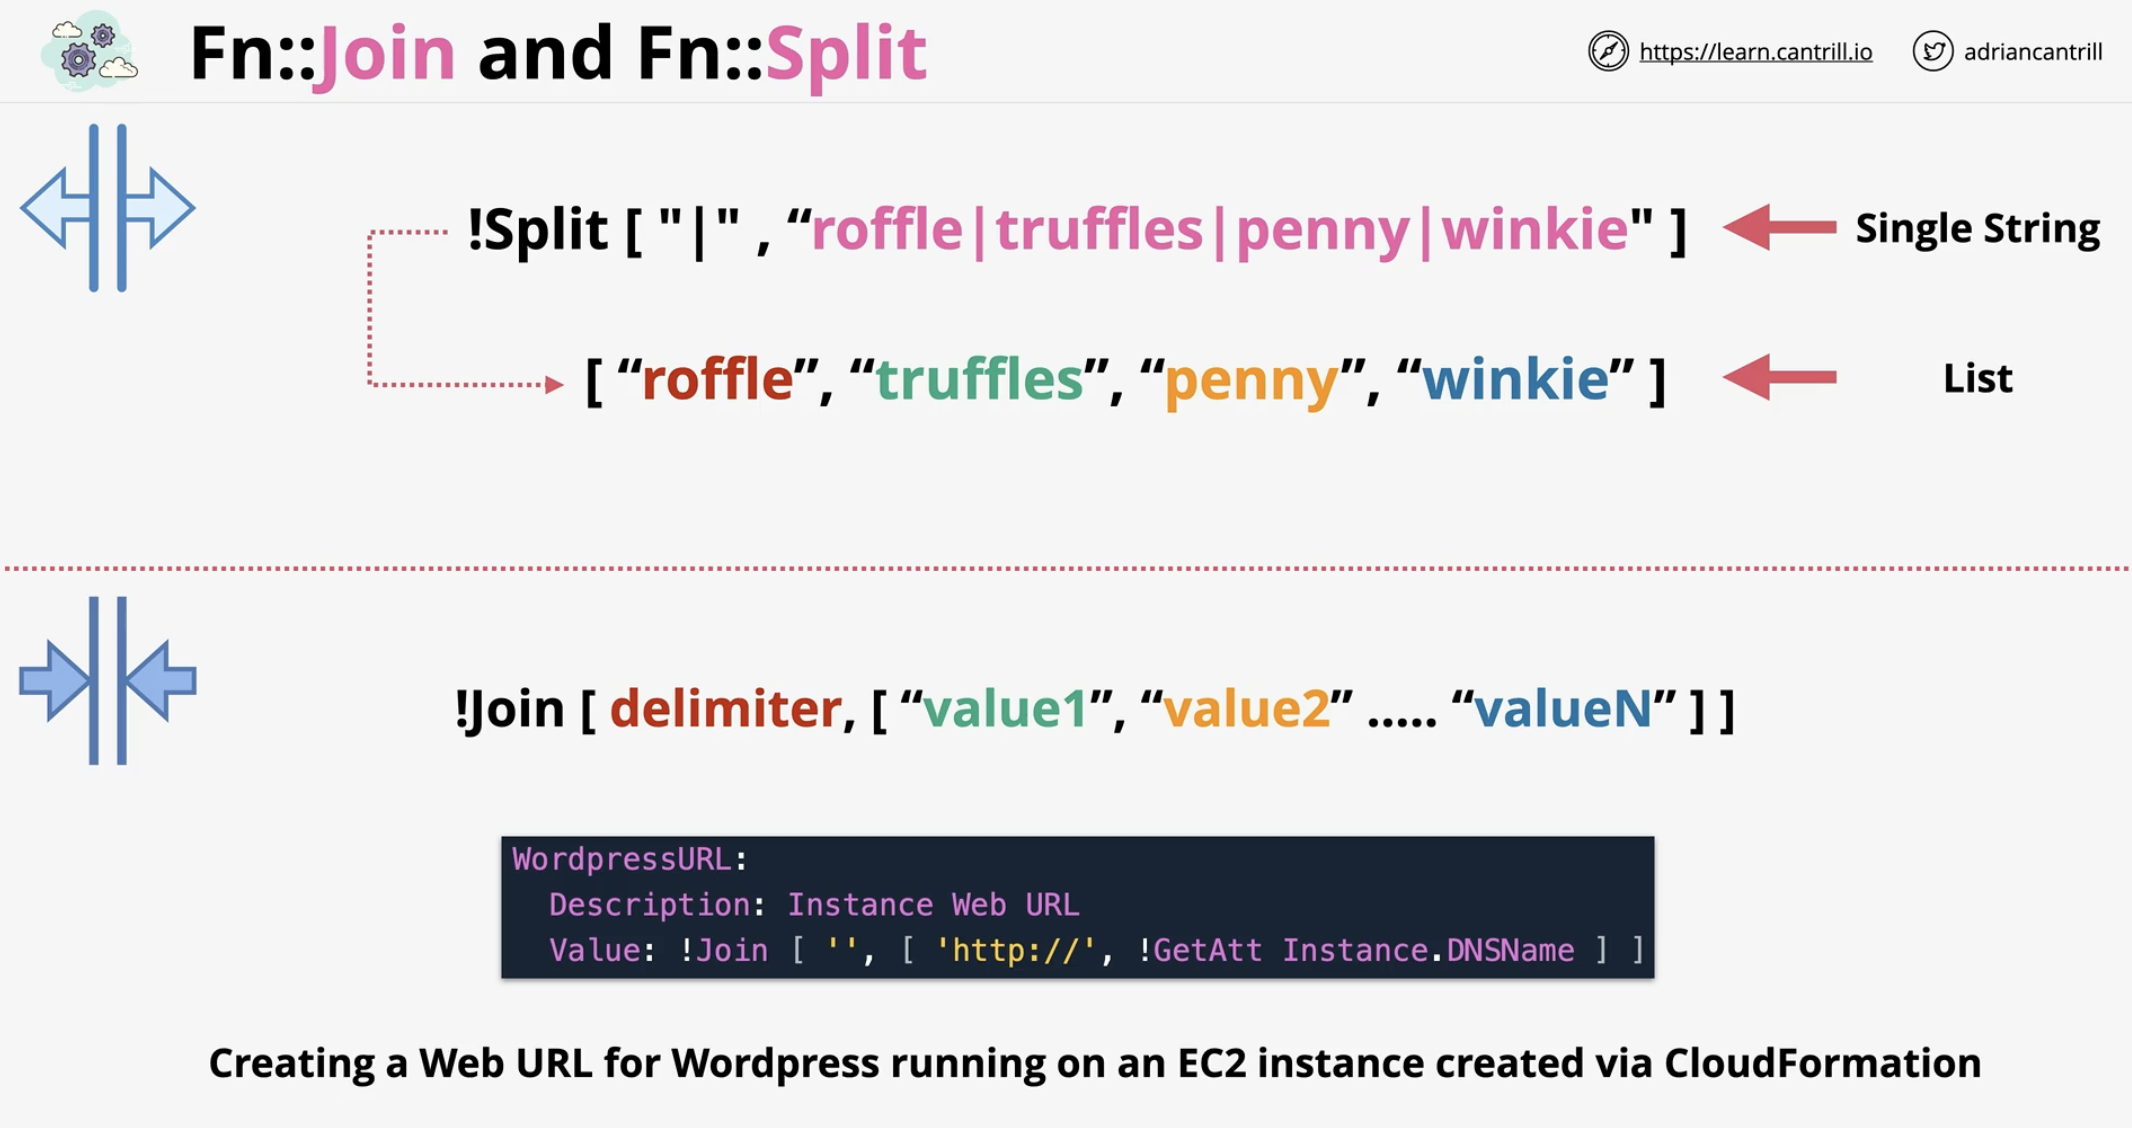 Fn::Join and Fn::Split
https://learn.cantrill.io
adriancantrill
!Split [ "|" , “roffle|truffles|penny|winkie" ]
Single String
[ “roffle”, “truffles”, “penny”, “winkie” ]
List
!Join [ delimiter, [ “value1”, “value2” ..... “valueN” ] ]
WordpressURL:
Description: Instance Web URL
Value: !Join [ '', [ 'http://', !GetAtt Instance.DNSName ] ]
Creating a Web URL for Wordpress running on an EC2 instance created via CloudFormation